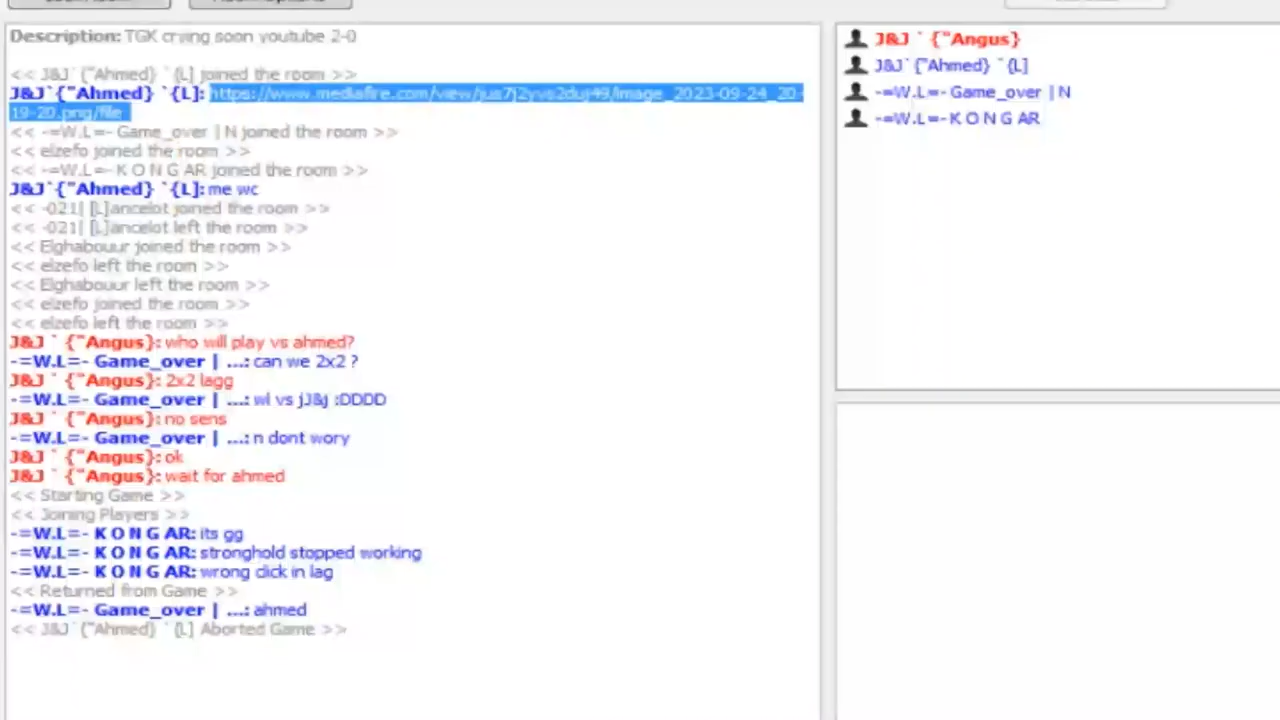 Description: TGK crying soon youtube 2-0
<< J&J`{"Ahmed} `{L] joined the room >>
J&J`{"Ahmed} `{L]: https://www.mediafire.com/view/jus7j2yvs2duj49/image_2023-09-24_20-
19-20.png/file
<< -=W.L=- Game_over | N joined the room >>
<< elzefo joined the room >>
<< -=W.L=- K O N G AR joined the room >>
J&J`{"Ahmed} `{L]: me wc
<< -021| [L]ancelot joined the room >>
<< -021| [L]ancelot left the room >>
<< Elghabouur joined the room >>
<< elzefo left the room >>
<< Elghabouur left the room >>
<< elzefo joined the room >>
<< elzefo left the room >>
J&J ` {"Angus}: who will play vs ahmed?
-=W.L=- Game_over | ...: can we 2x2 ?
J&J ` {"Angus}: 2x2 lagg
-=W.L=- Game_over | ...: wl vs jJ&j :DDDD
J&J ` {"Angus}: no sens
-=W.L=- Game_over | ...: n dont wory
J&J ` {"Angus}: ok
J&J ` {"Angus}: wait for ahmed
<< Starting Game >>
<< Joining Players >>
-=W.L=- K O N G AR: its gg
-=W.L=- K O N G AR: stronghold stopped working
-=W.L=- K O N G AR: wrong click in lag
<< Returned from Game >>
-=W.L=- Game_over | ...: ahmed
<< J&J`{"Ahmed} `{L] Aborted Game >>
J&J ` {"Angus}
J&J`{"Ahmed} `{L]
-=W.L=- Game_over | N
-=W.L=- K O N G AR